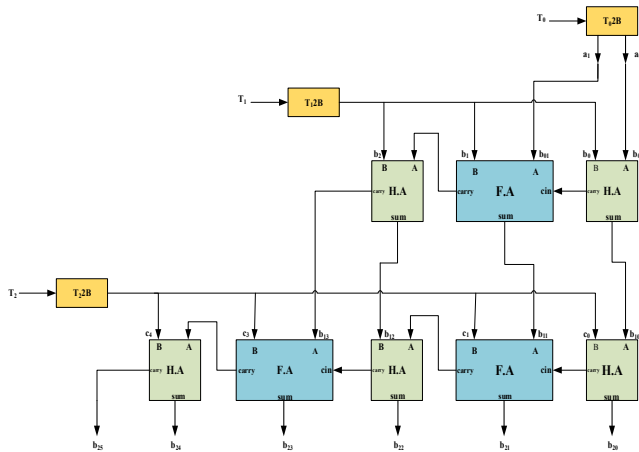 T0
T02B
a1
a
T1
T12B
b2
b1
b01
b0
B A
carry H.A
sum
B A
carry F.A cin
sum
B A
carry H.A
sum
T2
T22B
c4
c3
b13
b12
c1
b11
c0
b10
B A
carry H.A
sum
B A
carry F.A cin
sum
A
carry H.A
sum
B A
carry F.A cin
sum
B A
carry H.A
sum
b25
b24
b23
b22
b21
b20